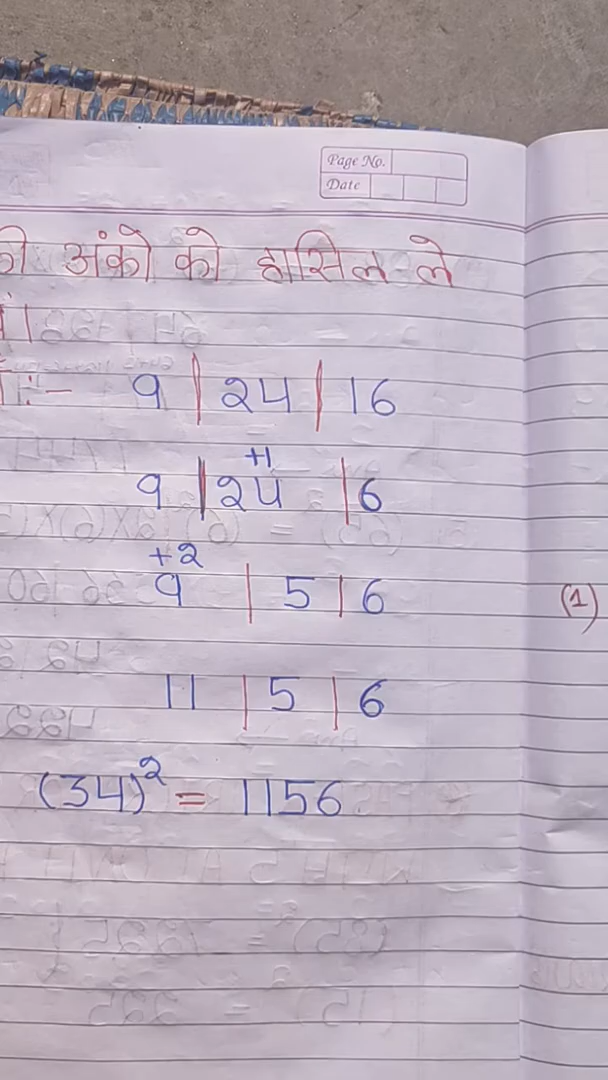 Page No.
Date
की अंको को हासिल ले
:- 9 | 24 | 16
+1
9 | 24 | 6
+2
9 | 5 | 6
(1)
11 | 5 | 6
(34)² = 1156